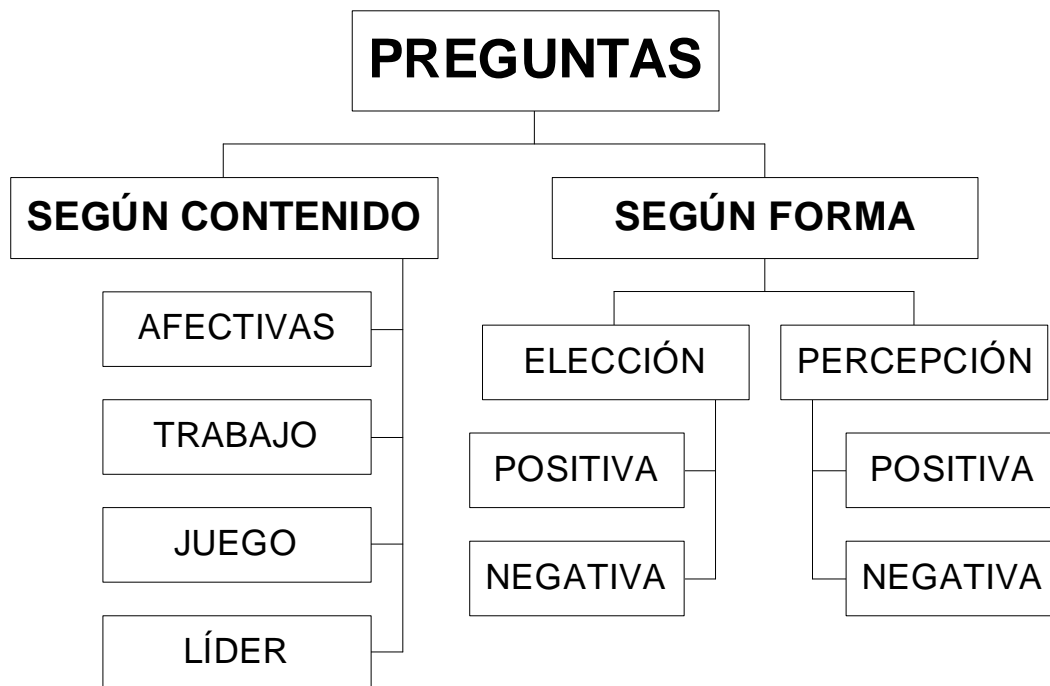 PREGUNTAS
SEGÚN CONTENIDO
AFECTIVAS
TRABAJO
JUEGO
LÍDER
SEGÚN FORMA
ELECCIÓN
POSITIVA
NEGATIVA
PERCEPCIÓN
POSITIVA
NEGATIVA